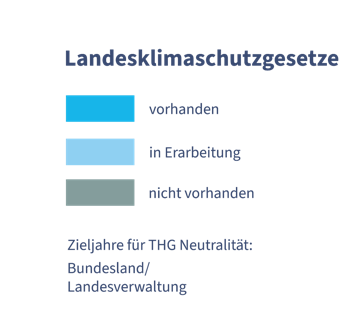 Landesklimaschutzgesetze
vorhanden
in Erarbeitung
nicht vorhanden
Zieljahre für THG Neutralität:
Bundesland/
Landesverwaltung